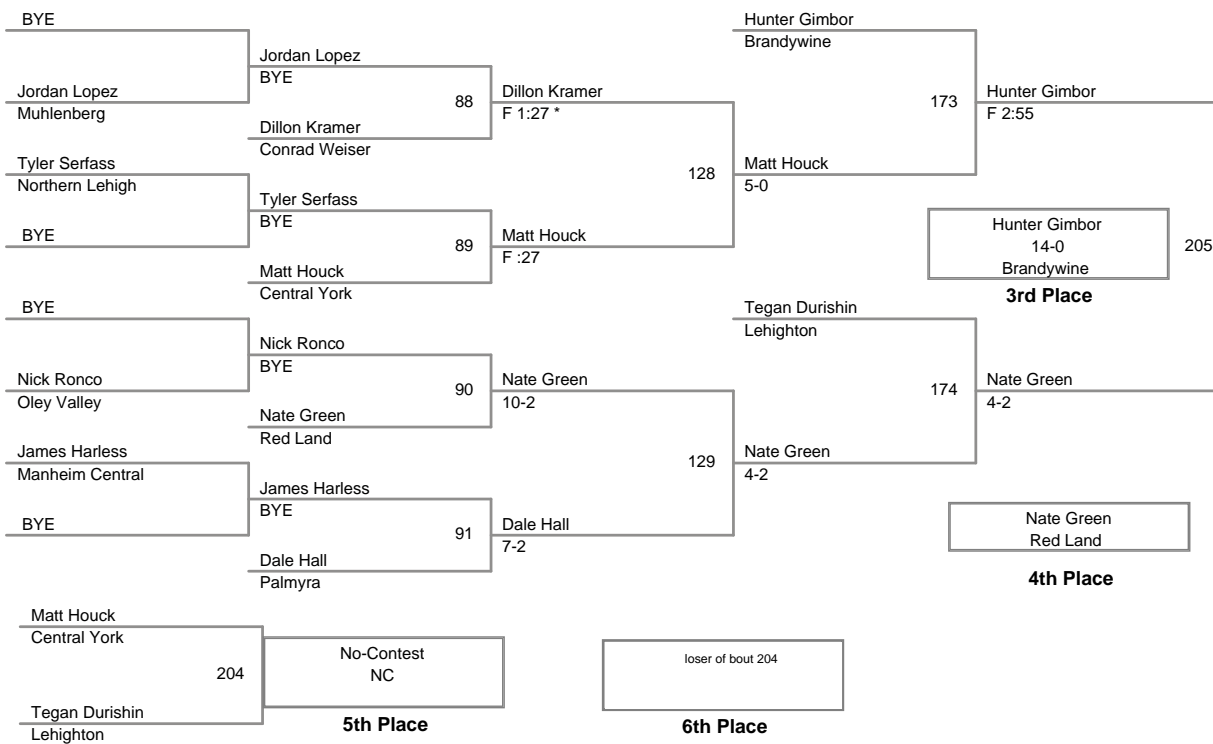 BYE
Jordan Lopez
Muhlenberg
Tyler Serfass
Northern Lehigh
BYE
BYE
Nick Ronco
Oley Valley
James Harless
Manheim Central
BYE
Jordan Lopez
BYE
88
Dillon Kramer
Conrad Weiser
Tyler Serfass
BYE
89
Matt Houck
Central York
Nick Ronco
BYE
90
Nate Green
Red Land
James Harless
BYE
91
Dale Hall
Palmyra
Dillon Kramer
F 1:27 *
128
Matt Houck
F :27
Nate Green
10-2
129
Dale Hall
7-2
Hunter Gimbor
Brandywine
173
Matt Houck
5-0
Tegan Durishin
Lehighton
174
Nate Green
4-2
Hunter Gimbor
F 2:55
Hunter Gimbor
14-0
Brandywine
205
3rd Place
Nate Green
4-2
Nate Green
Red Land
4th Place
Matt Houck
Central York
204
Tegan Durishin
Lehighton
No-Contest
NC
5th Place
loser of bout 204
6th Place